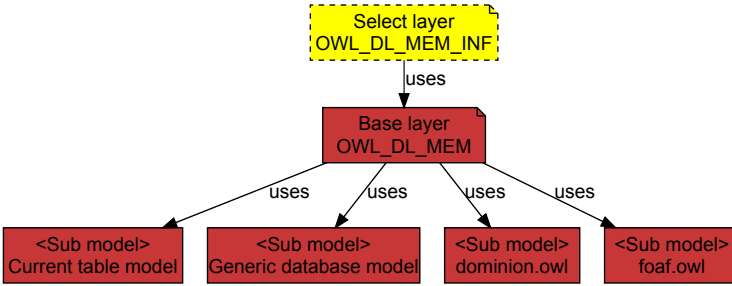 Select layer
OWL_DL_MEM_INF
uses
Base layer
OWL_DL_MEM
uses
uses
uses
uses
<Sub model>
Current table model
<Sub model>
Generic database model
<Sub model>
dominion.owl
<Sub model>
foaf.owl